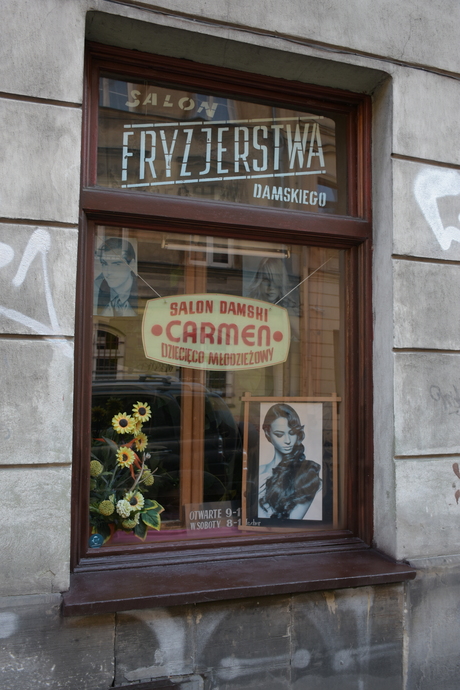 SALON
FRYZJERSTWA
DAMSKIEGO
"SALON DAMSKI"
•CARMEN•
DZIECIĘCO MŁODZIEŻOWY
OTWARTE 9-1
W SOBOTY 8-1